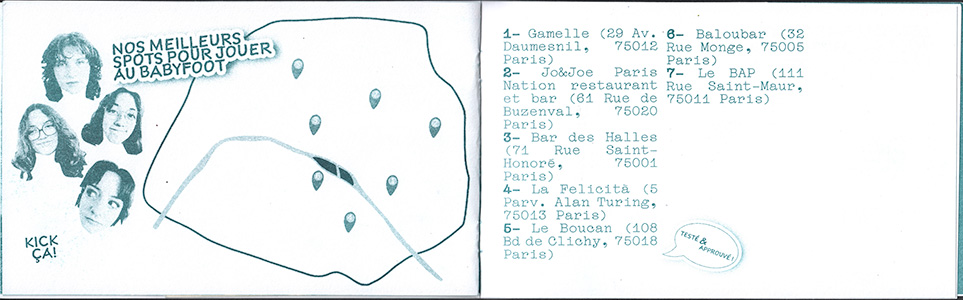 NOS MEILLEURS
SPOTS POUR JOUER
AU BABYFOOT
KICK
ÇA!
1- Gamelle (29 Av.
Daumesnil, 75012
Paris)
2- Jo&Joe Paris
Nation restaurant
et bar (61 Rue de
Buzenval, 75020
Paris)
3- Bar des Halles
(71 Rue Saint-
Honoré, 75001
Paris)
4- La Felicità (5
Parv. Alan Turing,
75013 Paris)
5- Le Boucan (108
Bd de Clichy, 75018
Paris)
6- Baloubar (32
Rue Monge, 75005
Paris)
7- Le BAP (111
Rue Saint-Maur,
75011 Paris)
TESTÉ &
APPROUVÉ !